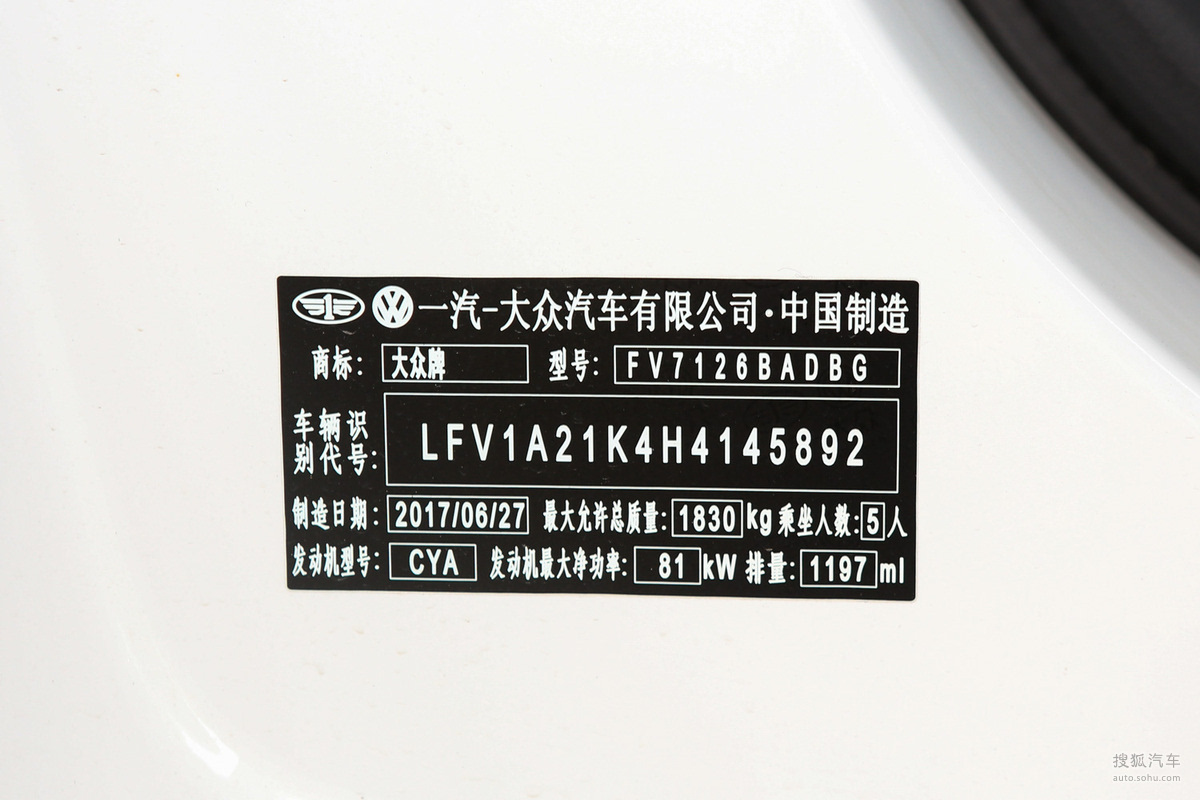 一汽-大众汽车有限公司·中国制造
商标: 大众牌 型号: FV7126BADBG
车辆识别代号: LFV1A21K4H4145892
制造日期: 2017/06/27 最大允许总质量: 1830 kg 乘坐人数: 5 人
发动机型号: CYA 发动机最大净功率: 81 kW 排量: 1197 ml
搜狐汽车
auto.sohu.com